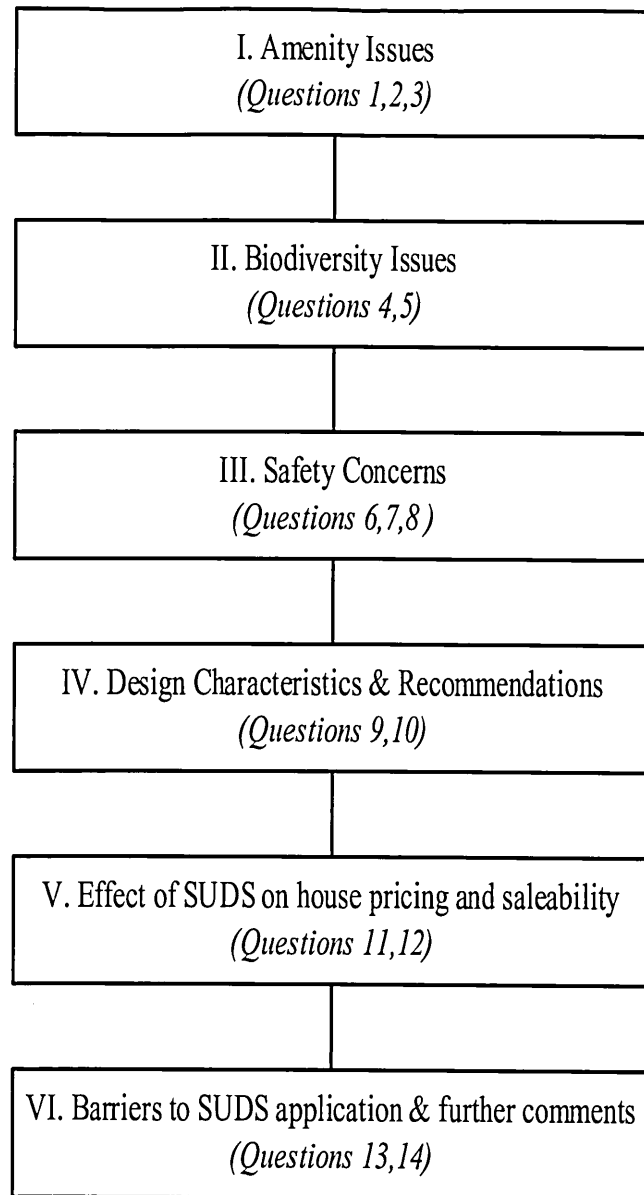 I. Amenity Issues
(Questions 1,2,3)
II. Biodiversity Issues
(Questions 4,5)
III. Safety Concerns
(Questions 6,7,8 )
IV. Design Characteristics & Recommendations
(Questions 9,10)
V. Effect of SUDS on house pricing and saleability
(Questions 11,12)
VI. Barriers to SUDS application & further comments
(Questions 13,14)